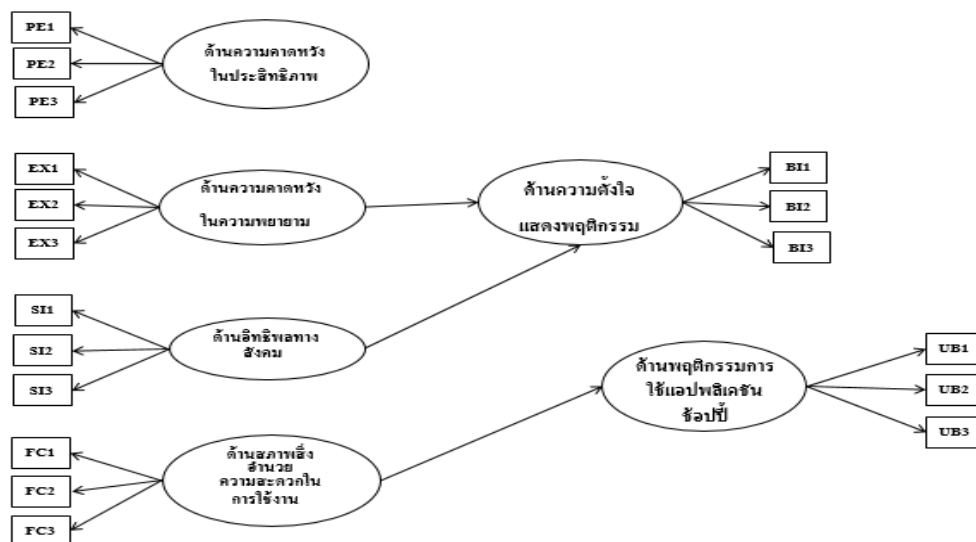 PE1
PE2
PE3
ด้านความคาดหวัง
ในประสิทธิภาพ
EX1
EX2
EX3
ด้านความคาดหวัง
ในความพยายาม
ด้านความตั้งใจ
แสดงพฤติกรรม
BI1
BI2
BI3
SI1
SI2
SI3
ด้านอิทธิพลทาง
สังคม
ด้านพฤติกรรมการ
ใช้แอปพลิเคชัน
ช้อปปี้
UB1
UB2
UB3
FC1
FC2
FC3
ด้านสภาพสิ่ง
อำนวย
ความสะดวกใน
การใช้งาน